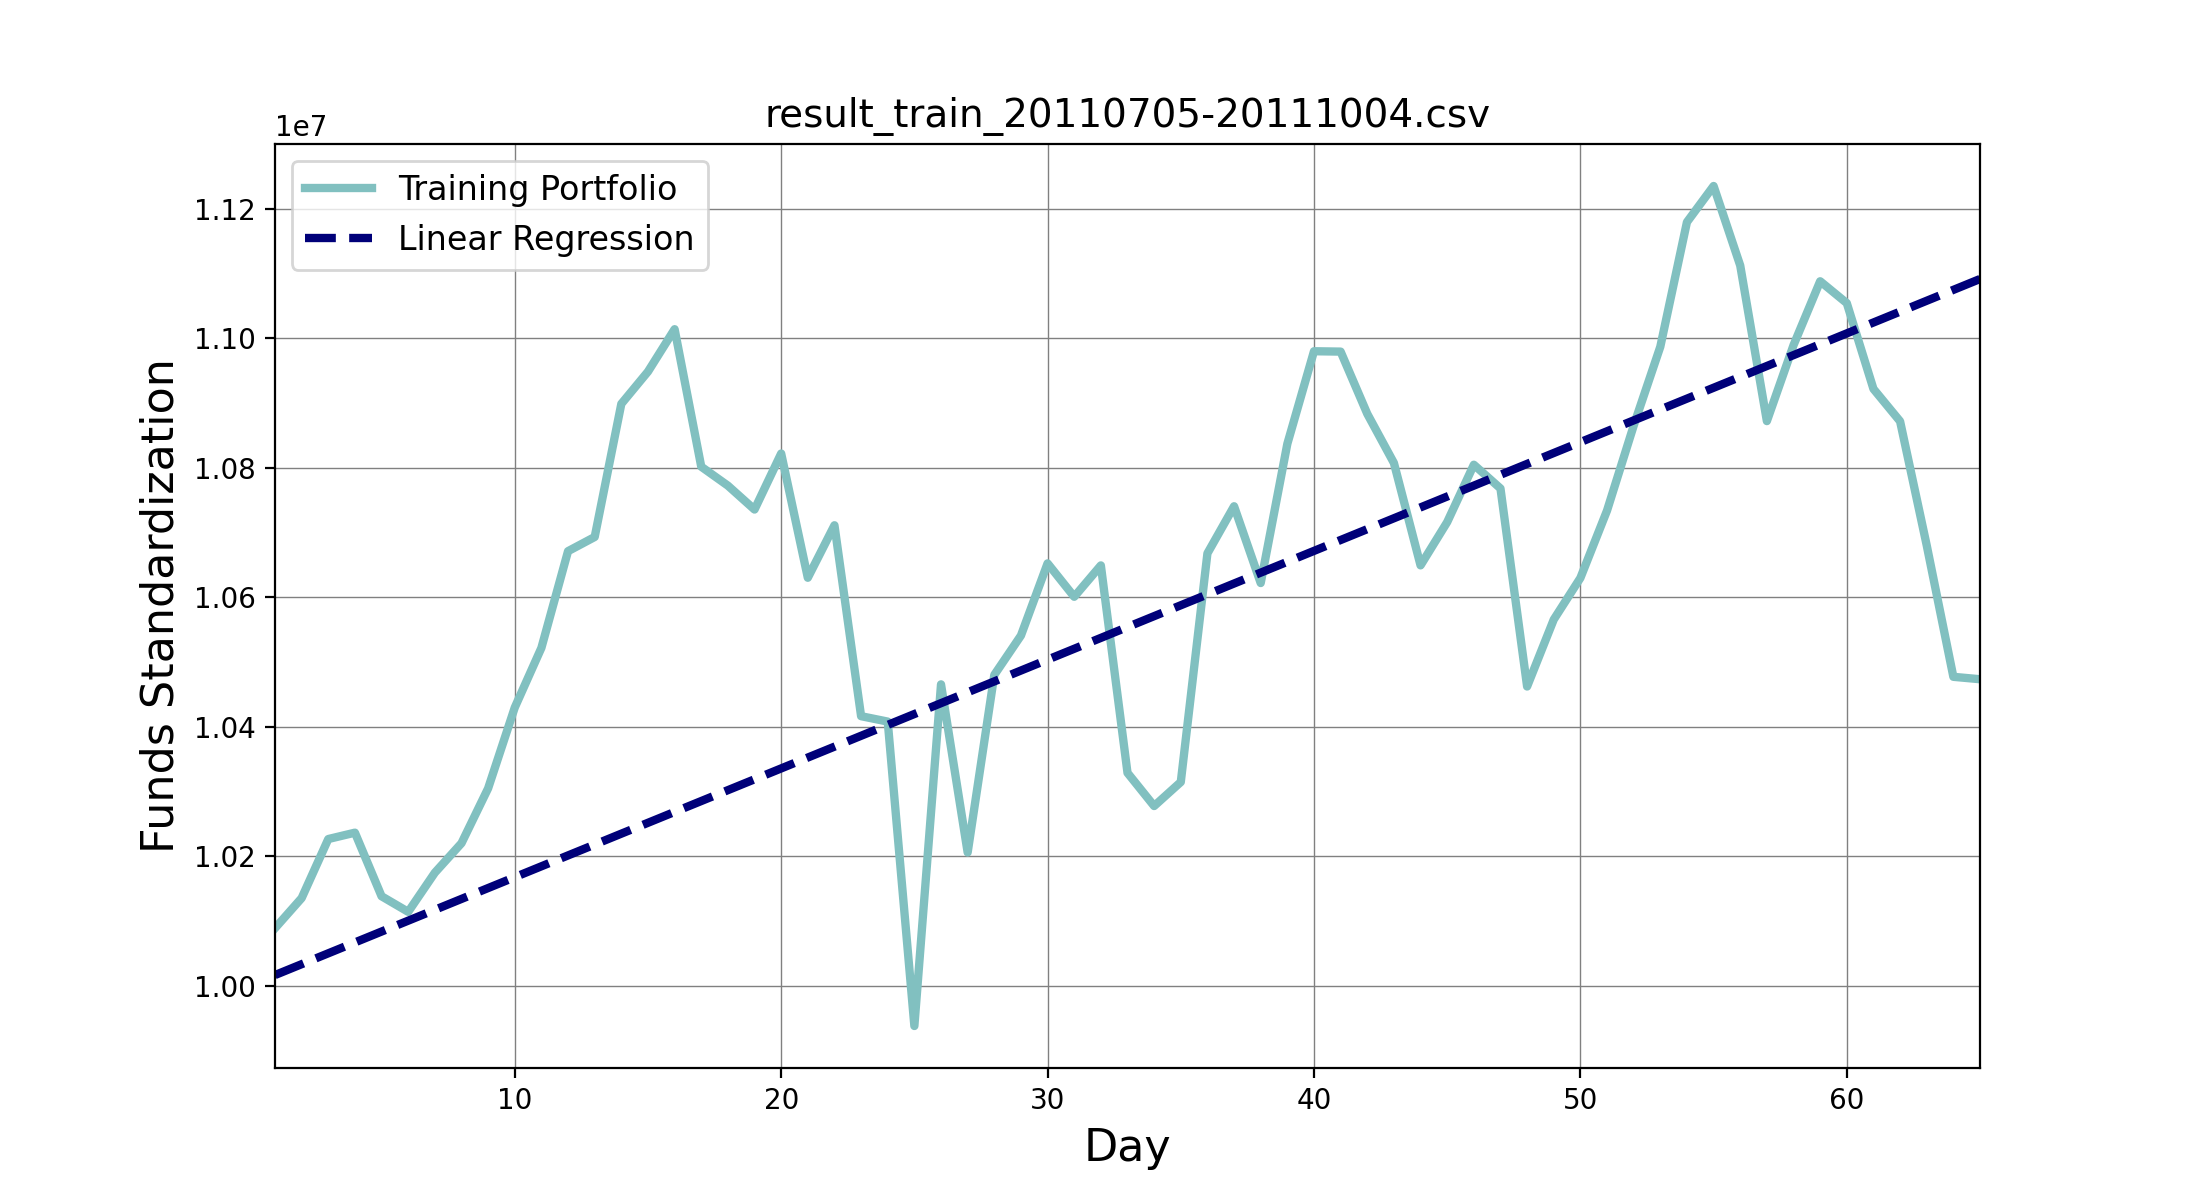 result_train_20110705-20111004.csv
1e7
Training Portfolio
Linear Regression
1.12
1.10
1.08
1.06
1.04
1.02
1.00
Funds Standardization
10 20 30 40 50 60
Day